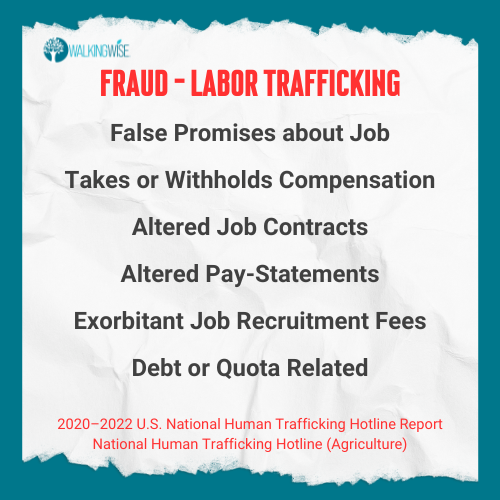 WALKINGWISE
FRAUD - LABOR TRAFFICKING
False Promises about Job
Takes or Withholds Compensation
Altered Job Contracts
Altered Pay-Statements
Exorbitant Job Recruitment Fees
Debt or Quota Related
2020–2022 U.S. National Human Trafficking Hotline Report
National Human Trafficking Hotline (Agriculture)